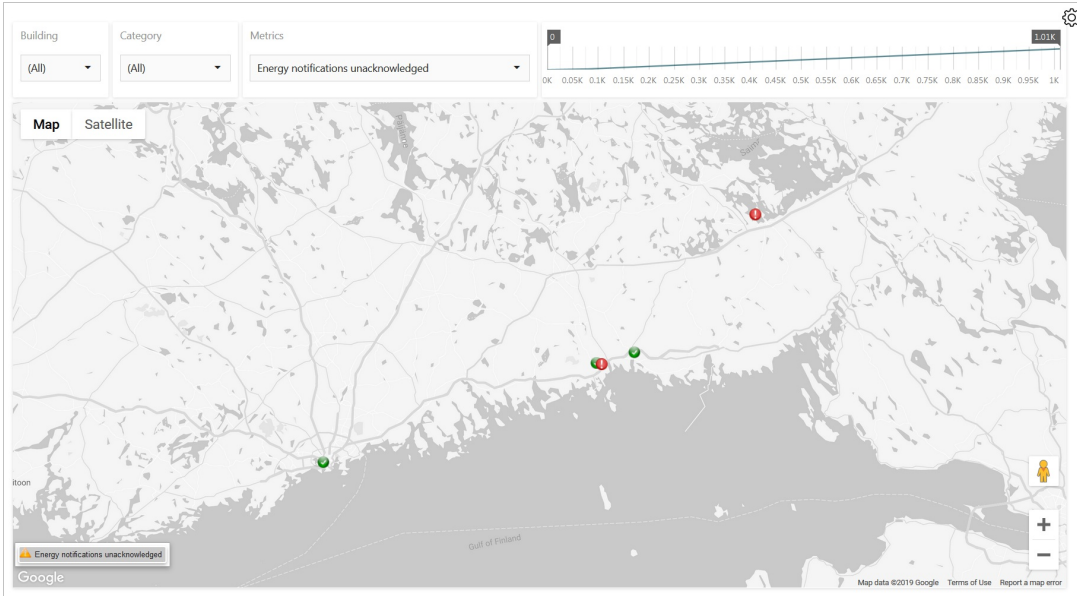 Building
Category
Metrics
(All)
(All)
Energy notifications unacknowledged
0
1.01K
0K 0.05K 0.1K 0.15K 0.2K 0.25K 0.3K 0.35K 0.4K 0.45K 0.5K 0.55K 0.6K 0.65K 0.7K 0.75K 0.8K 0.85K 0.9K 0.95K 1K
Map Satellite
Päijänne
Saimaa
itoon
Gulf of Finland
Energy notifications unacknowledged
Google
Map data ©2019 Google Terms of Use Report a map error